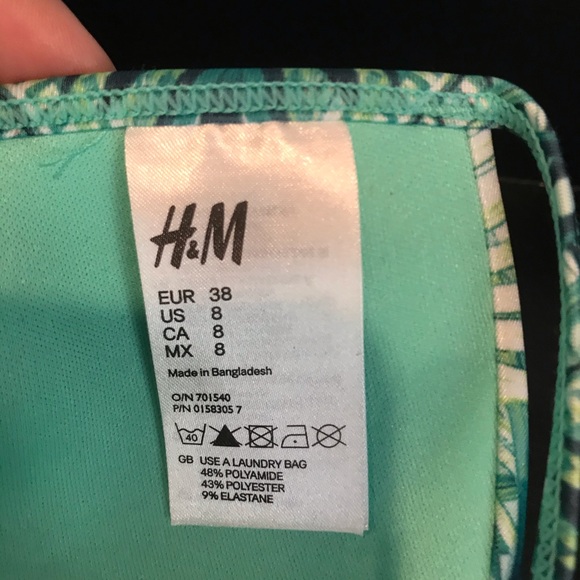 H&M
EUR 38
US 8
CA 8
MX 8
Made in Bangladesh
O/N 701540
P/N 0158305 7
40
GB USE A LAUNDRY BAG
48% POLYAMIDE
43% POLYESTER
9% ELASTANE